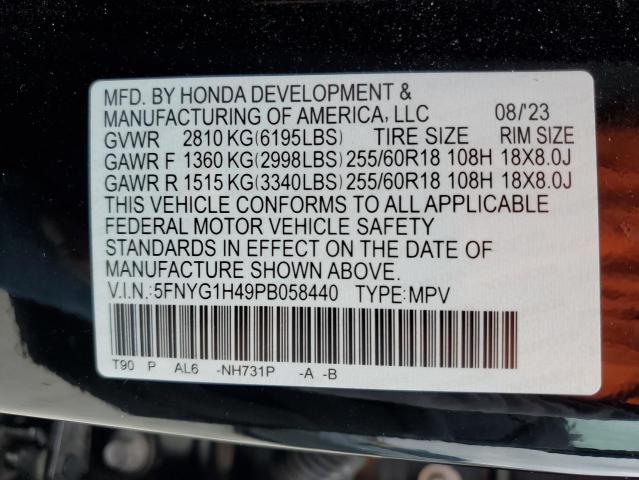 MFD. BY HONDA DEVELOPMENT &
MANUFACTURING OF AMERICA, LLC 08/'23
GVWR 2810 KG(6195LBS) TIRE SIZE RIM SIZE
GAWR F 1360 KG(2998LBS) 255/60R18 108H 18X8.0J
GAWR R 1515 KG(3340LBS) 255/60R18 108H 18X8.0J
THIS VEHICLE CONFORMS TO ALL APPLICABLE
FEDERAL MOTOR VEHICLE SAFETY
STANDARDS IN EFFECT ON THE DATE OF
MANUFACTURE SHOWN ABOVE.
V.I.N.:5FNYG1H49PB058440 TYPE:MPV
T90 P AL6 -NH731P -A -B